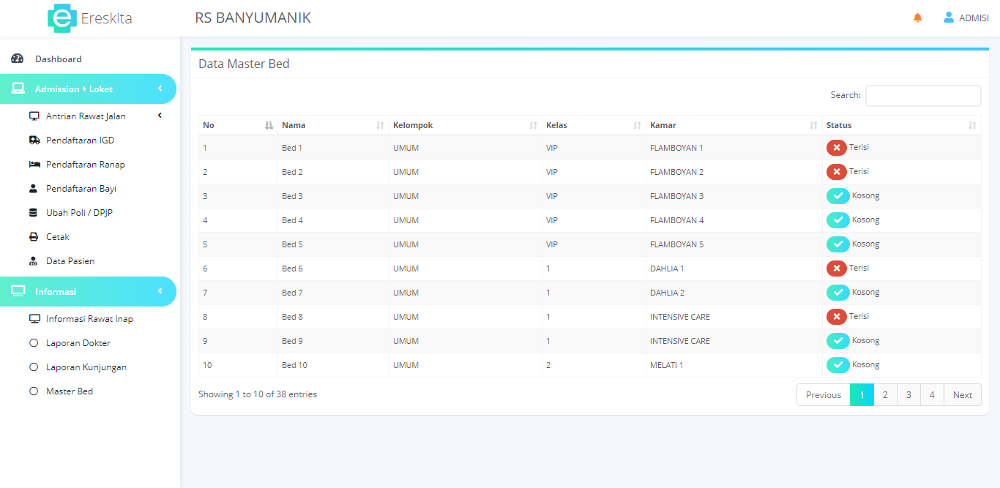 e Ereskita
RS BANYUMANIK
ADMISI
Dashboard
Admission + Loket
Antrian Rawat Jalan
Pendaftaran IGD
Pendaftaran Ranap
Pendaftaran Bayi
Ubah Poli / DPJP
Cetak
Data Pasien
Informasi
Informasi Rawat Inap
Laporan Dokter
Laporan Kunjungan
Master Bed
Data Master Bed
Search:
No Nama Kelompok Kelas Kamar Status
1 Bed 1 UMUM VIP FLAMBOYAN 1 Terisi
2 Bed 2 UMUM VIP FLAMBOYAN 2 Terisi
3 Bed 3 UMUM VIP FLAMBOYAN 3 Kosong
4 Bed 4 UMUM VIP FLAMBOYAN 4 Kosong
5 Bed 5 UMUM VIP FLAMBOYAN 5 Kosong
6 Bed 6 UMUM 1 DAHLIA 1 Terisi
7 Bed 7 UMUM 1 DAHLIA 2 Kosong
8 Bed 8 UMUM 1 INTENSIVE CARE Terisi
9 Bed 9 UMUM 1 INTENSIVE CARE Kosong
10 Bed 10 UMUM 2 MELATI 1 Kosong
Showing 1 to 10 of 38 entries
Previous 1 2 3 4 Next